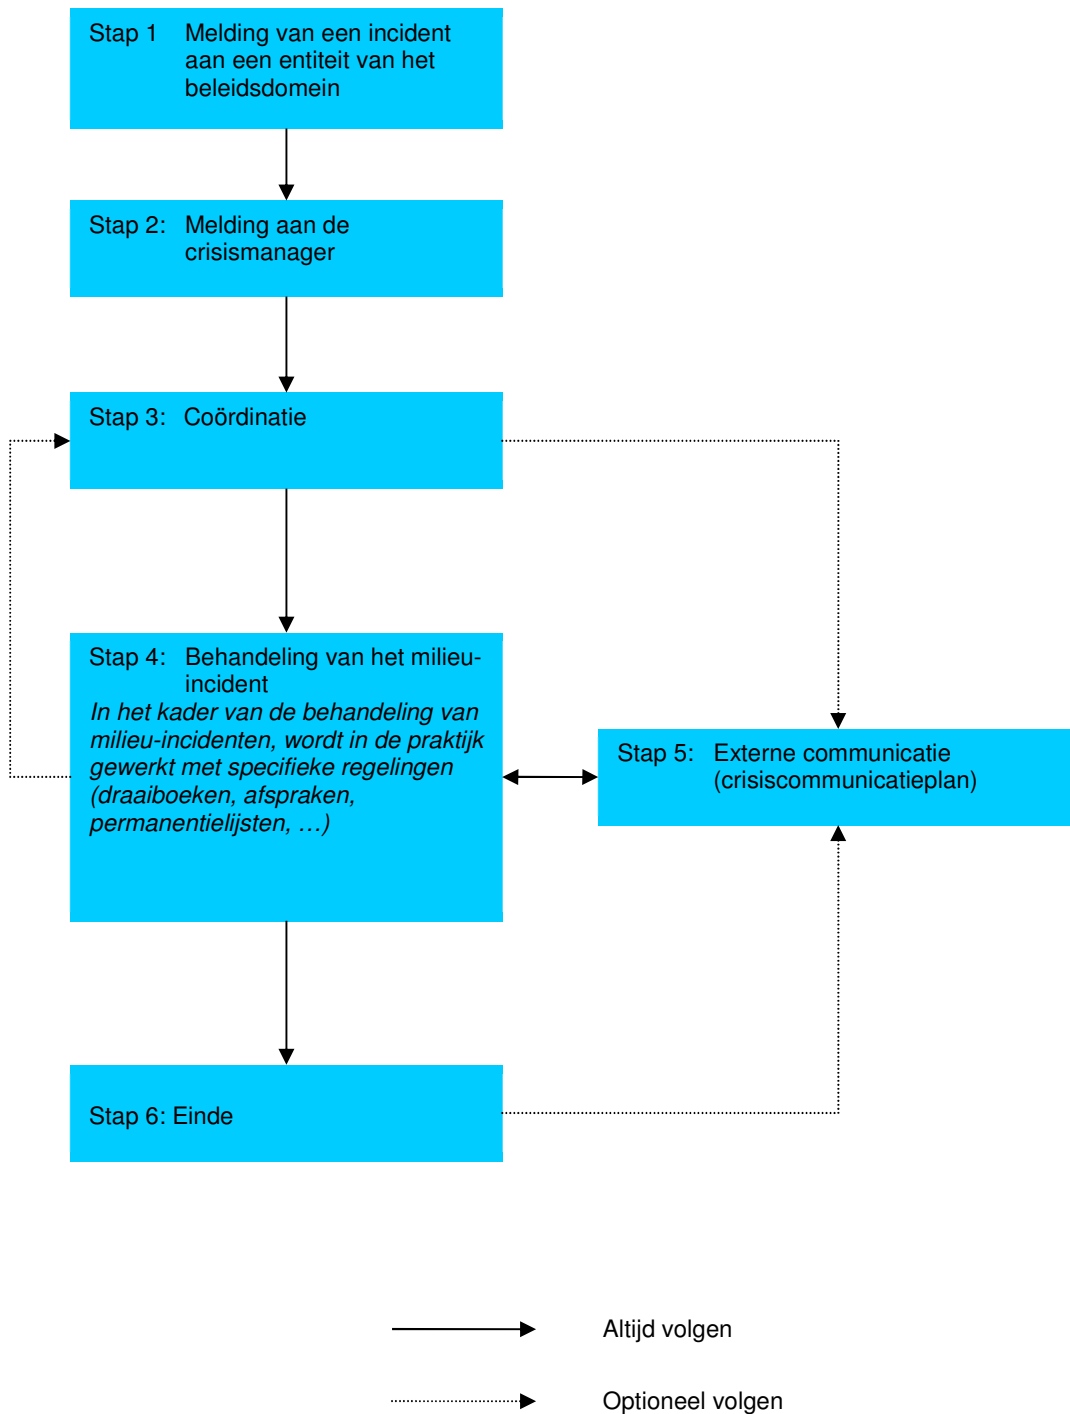 Stap 1 Melding van een incident
aan een entiteit van het
beleidsdomein
Stap 2: Melding aan de
crisismanager
Stap 3: Coördinatie
Stap 4: Behandeling van het milieu-
incident
In het kader van de behandeling van
milieu-incidenten, wordt in de praktijk
gewerkt met specifieke regelingen
(draaiboeken, afspraken,
permanentielijsten, …)
Stap 5: Externe communicatie
(crisiscommunicatieplan)
Stap 6: Einde
Altijd volgen
Optioneel volgen